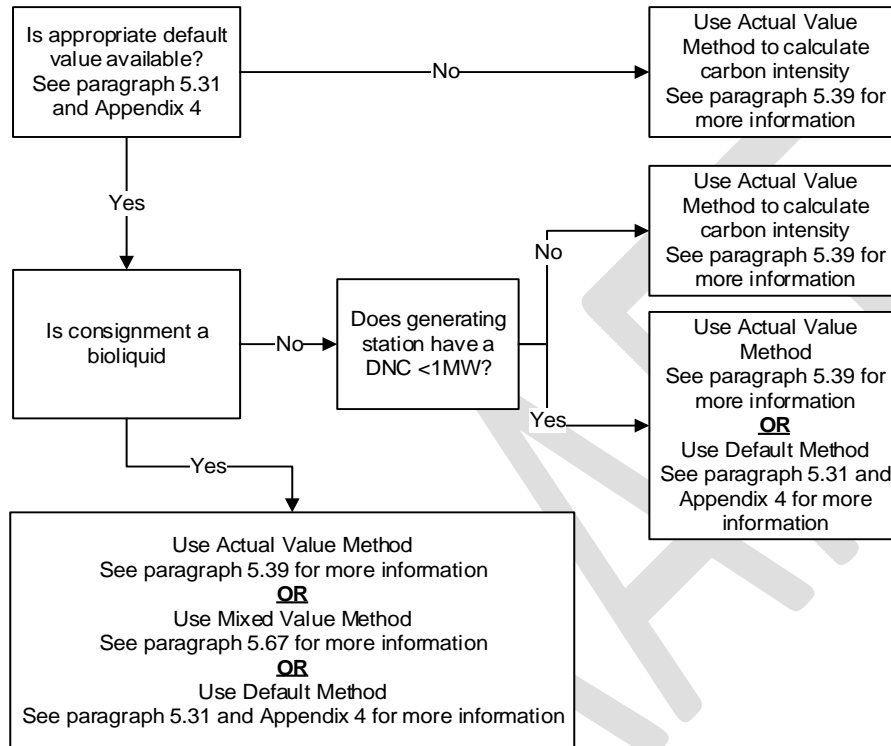 Is appropriate default
value available?
See paragraph 5.31
and Appendix 4
No
Use Actual Value
Method to calculate
carbon intensity
See paragraph 5.39 for
more information
Yes
Is consignment a
bioliquid
No
Does generating
station have a
DNC <1MW?
No
Use Actual Value
Method to calculate
carbon intensity
See paragraph 5.39 for
more information
Yes
Use Actual Value
Method
See paragraph 5.39 for
more information
OR
Use Default Method
See paragraph 5.31 and
Appendix 4 for more
information
Yes
Use Actual Value Method
See paragraph 5.39 for more information
OR
Use Mixed Value Method
See paragraph 5.67 for more information
OR
Use Default Method
See paragraph 5.31 and Appendix 4 for more information